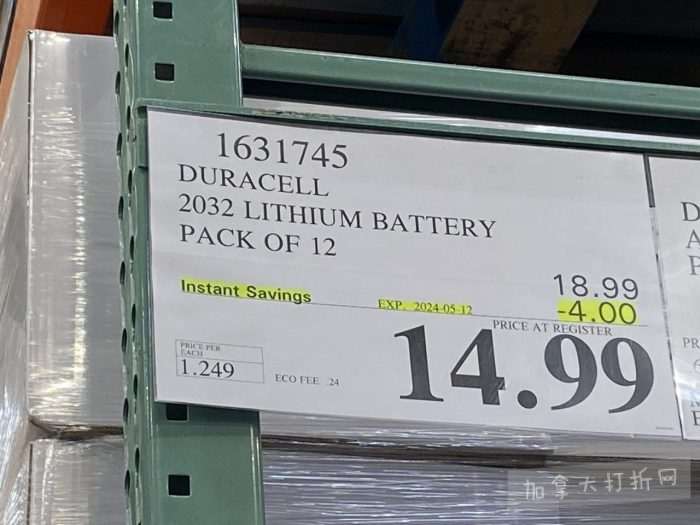 1631745
DURACELL
2032 LITHIUM BATTERY
PACK OF 12
18.99
Instant Savings EXP. 2024-05-12 -4.00
PRICE AT REGISTER
14.99
PRICE PER
EACH
1.249
ECO FEE .24
D
A
P
PR
加拿大打折网